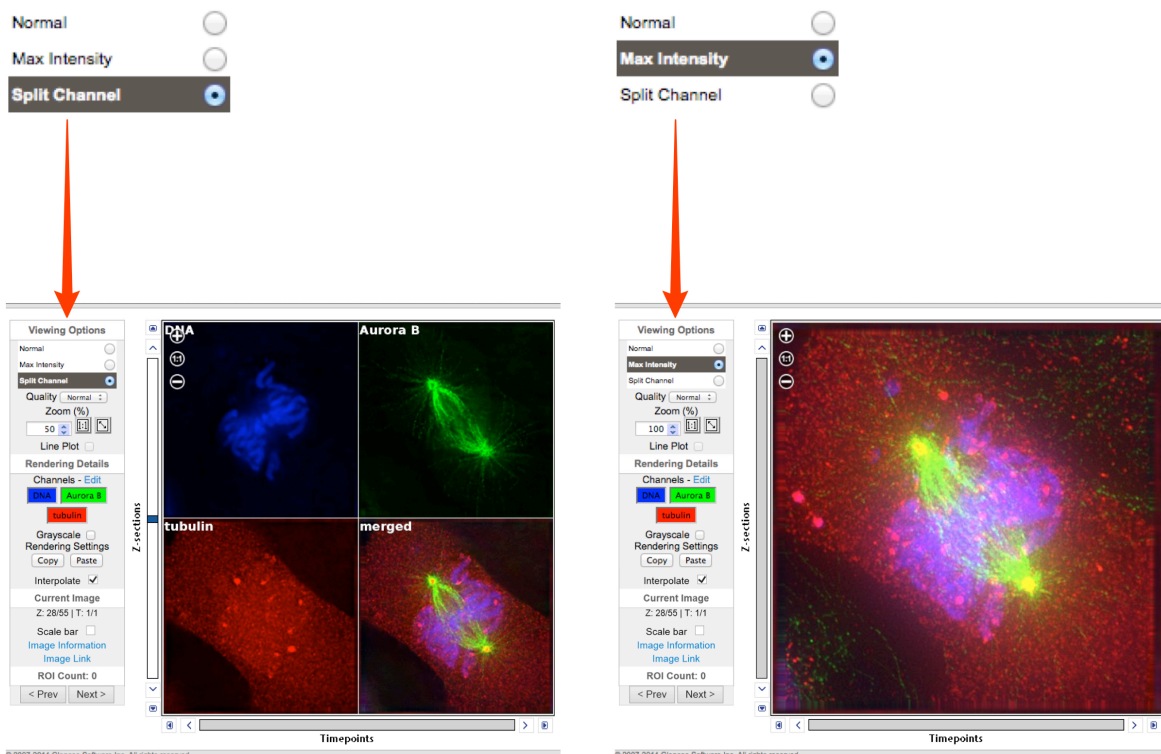 Normal
Max Intensity
Split Channel
Normal
Max Intensity
Split Channel
Viewing Options
Normal
Max Intensity
Split Channel
Quality Normal
Zoom (%)
50 1:1
Line Plot
Rendering Details
Channels - Edit
DNA Aurora B
tubulin
Grayscale
Rendering Settings
Copy Paste
Interpolate
Current Image
Z: 28/55 | T: 1/1
Scale bar
Image Information
Image Link
ROI Count: 0
< Prev Next >
Z-sections
DNA
1:1
Aurora B
tubulin
merged
Timepoints
Viewing Options
Normal
Max Intensity
Split Channel
Quality Normal
Zoom (%)
100 1:1
Line Plot
Rendering Details
Channels - Edit
DNA Aurora B
tubulin
Grayscale
Rendering Settings
Copy Paste
Interpolate
Current Image
Z: 28/55 | T: 1/1
Scale bar
Image Information
Image Link
ROI Count: 0
< Prev Next >
Z-sections
1:1
Timepoints